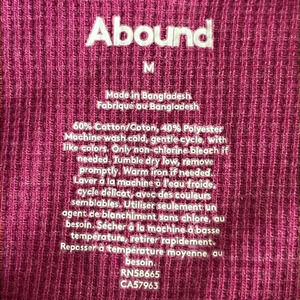 Abound
M
Made in Bangladesh
Fabriqué au Bangladesh
60% Cotton/Coton, 40% Polyester
Machine wash cold, gentle cycle, with
like colors. Only non-chlorine bleach if
needed. Tumble dry low, remove
promptly. Warm iron if needed.
Laver à la machine à l'eau froide,
Cycle délicat, avec des couleurs
semblables. Utiliser seulement un
agent de blanchiment sans chlore, au
besoin. Sécher à la machine à basse
température, retirer rapidement.
Repasser à température moyenne, au
besoin.
RN58665
CA57963